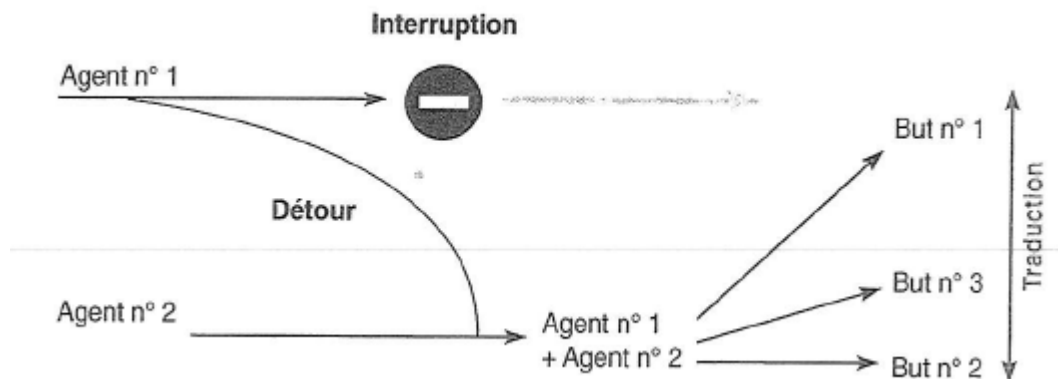 Interruption
Agent n° 1
But n° 1
Détour
Traduction
But n° 3
Agent n° 2
Agent n° 1
+ Agent n° 2
But n° 2